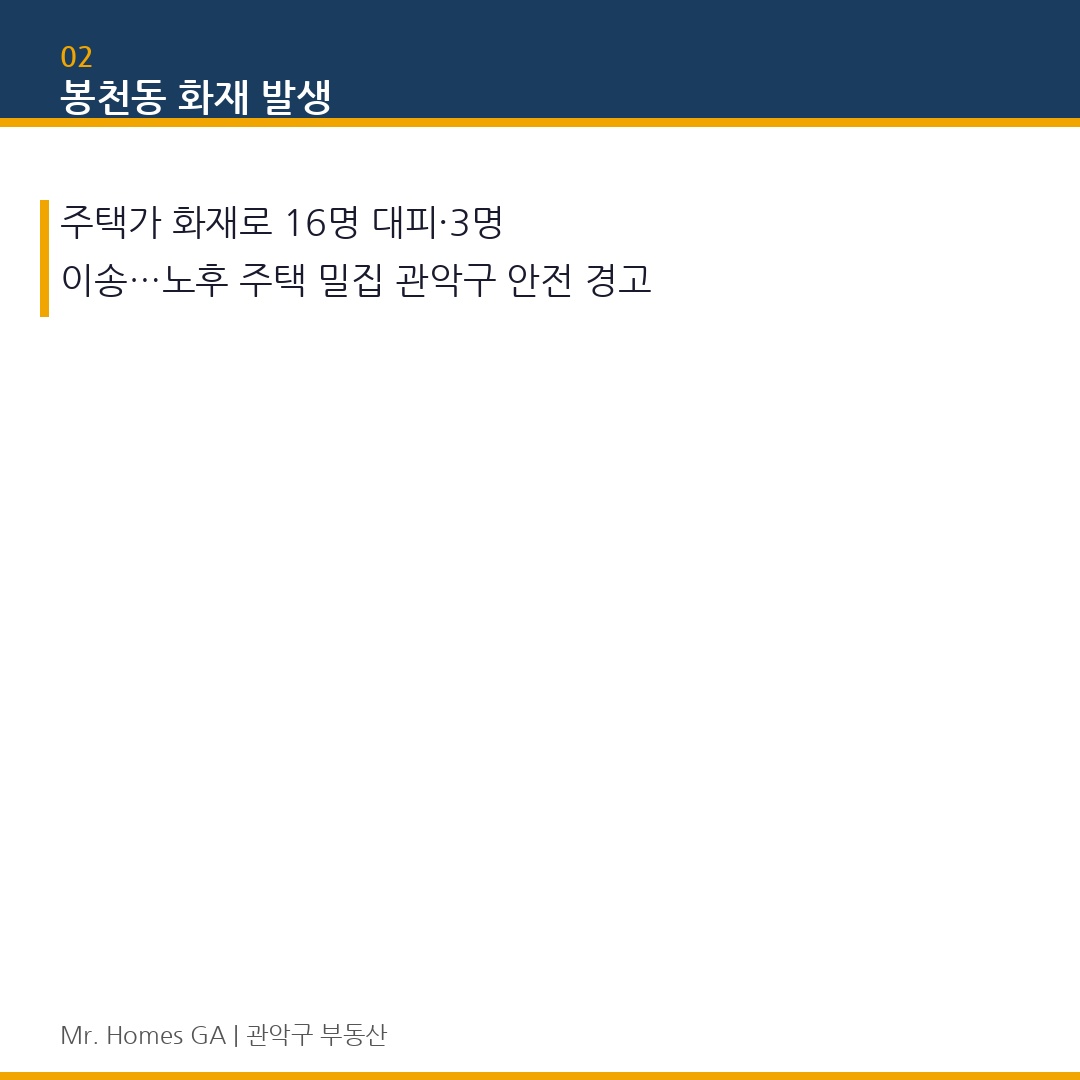 02
봉천동 화재 발생
주택가 화재로 16명 대피·3명
이송…노후 주택 밀집 관악구 안전 경고
Mr. Homes GA | 관악구 부동산